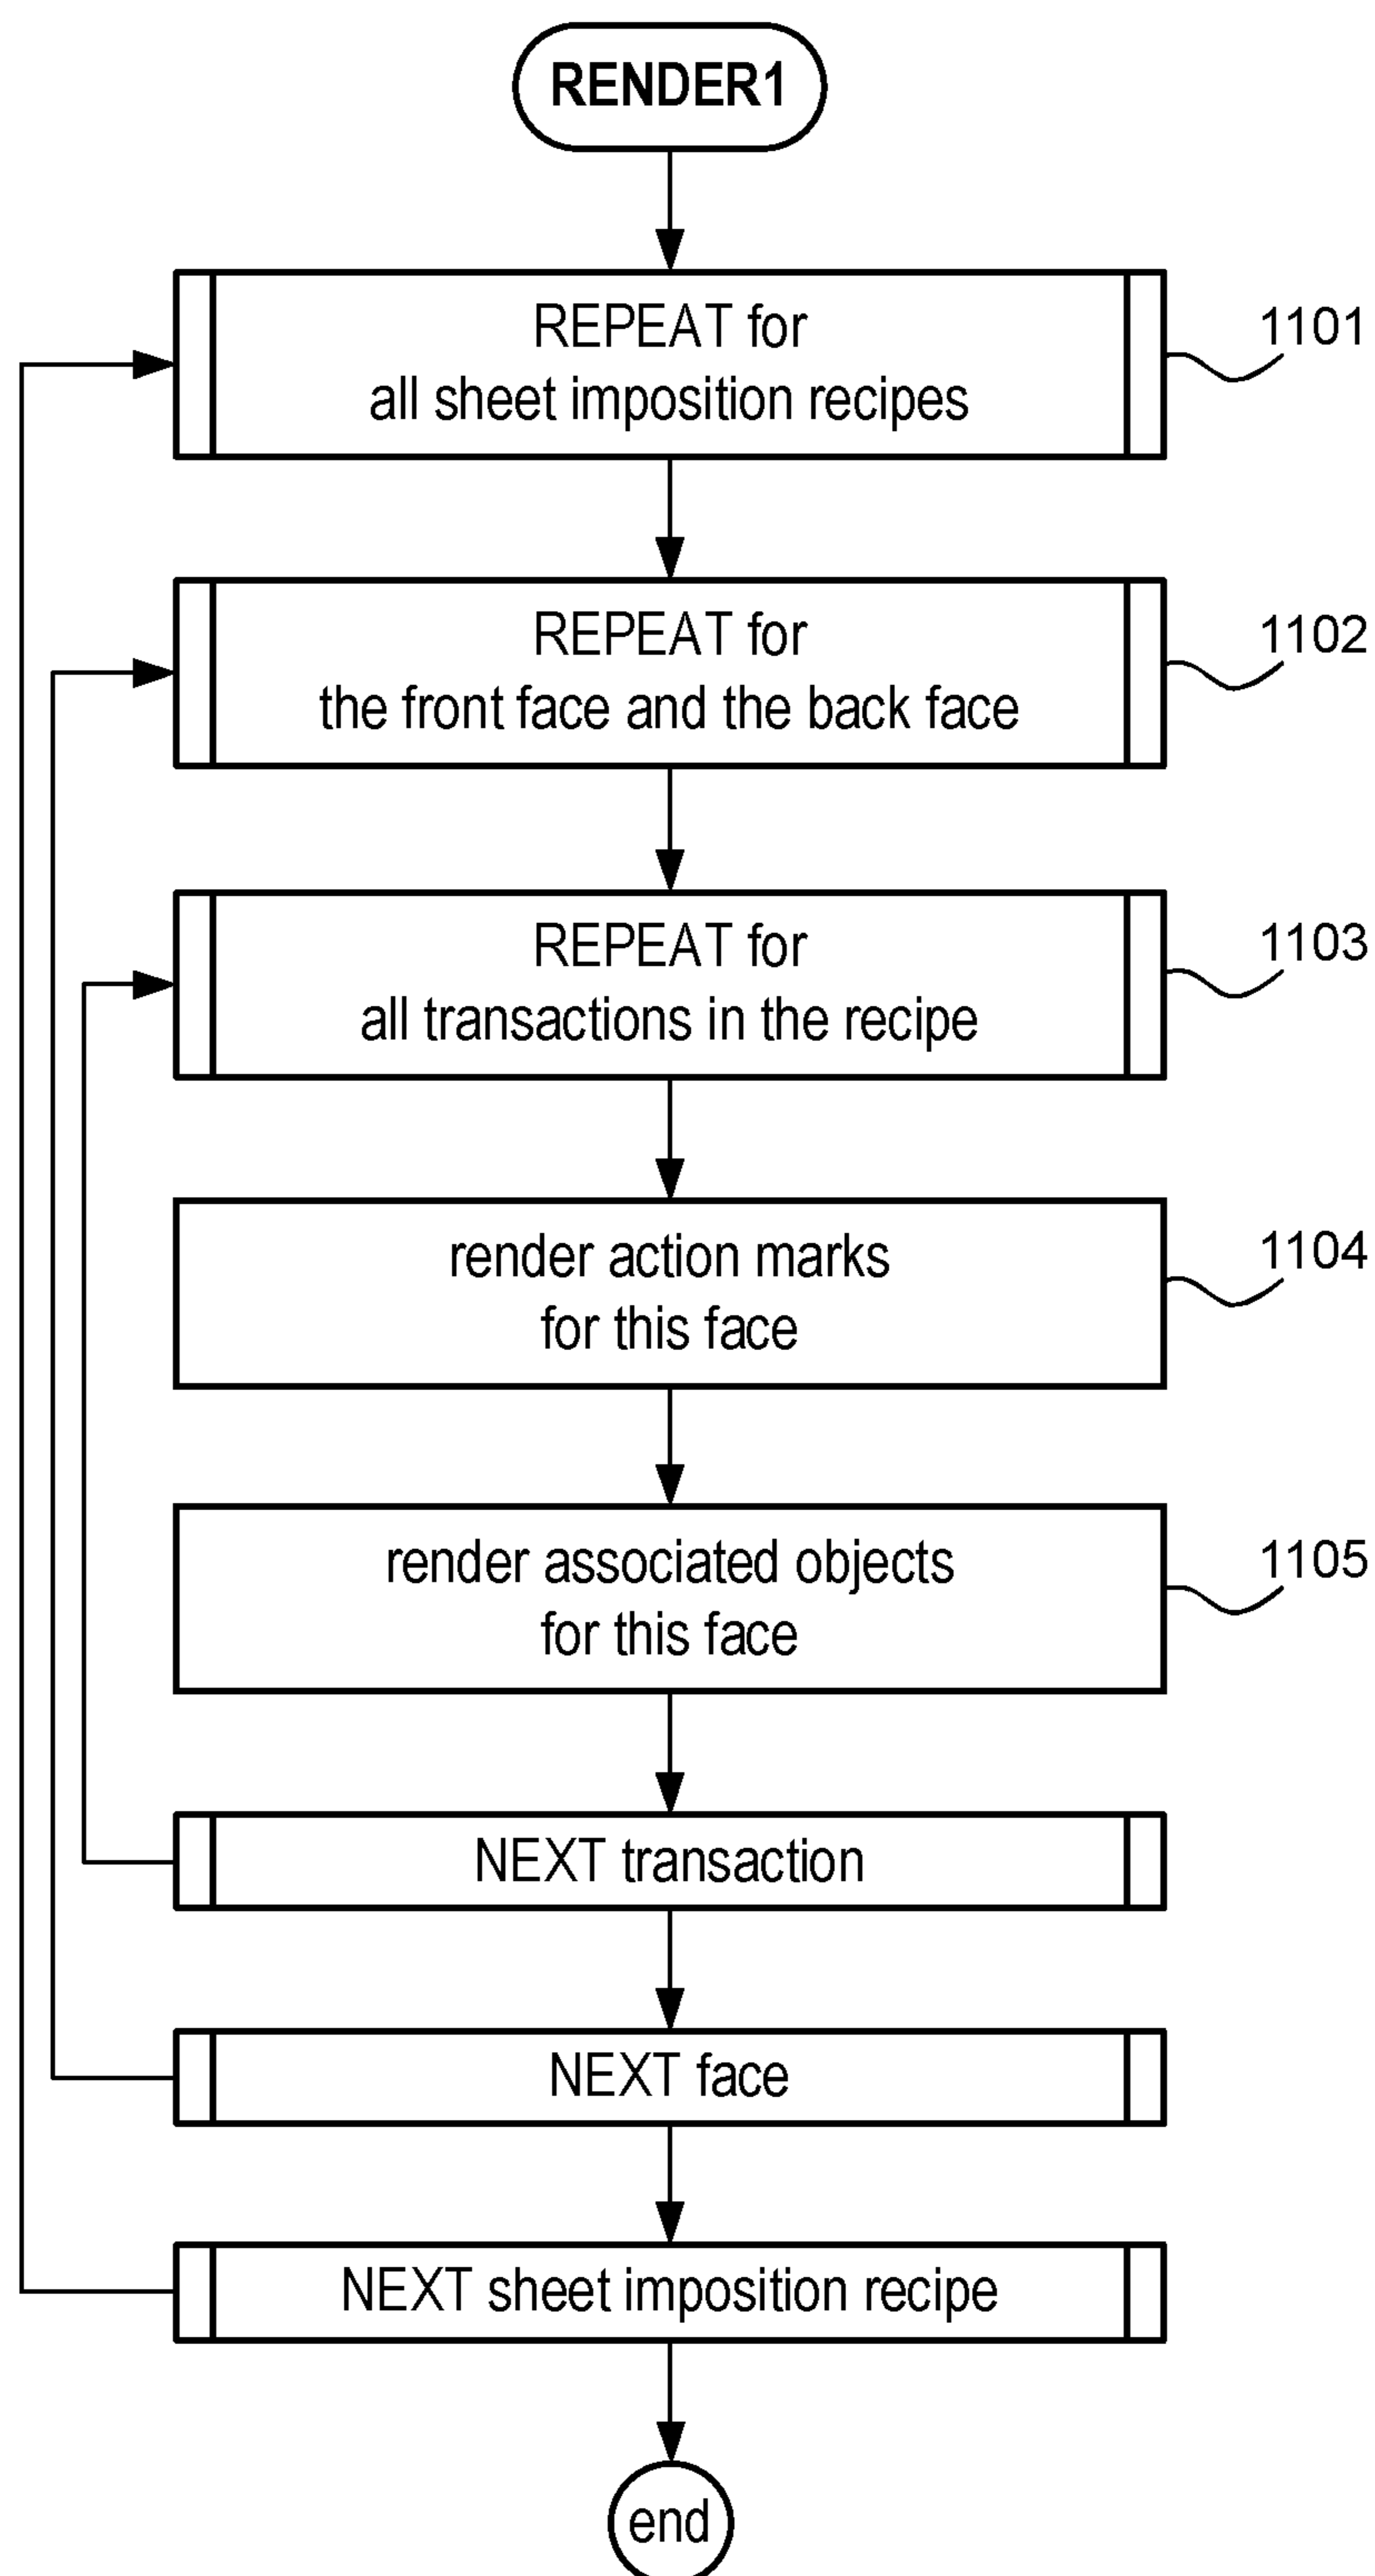 RENDER1
REPEAT for
all sheet imposition recipes
1101
REPEAT for
the front face and the back face
1102
REPEAT for
all transactions in the recipe
1103
render action marks
for this face
1104
render associated objects
for this face
1105
NEXT transaction
NEXT face
NEXT sheet imposition recipe
end